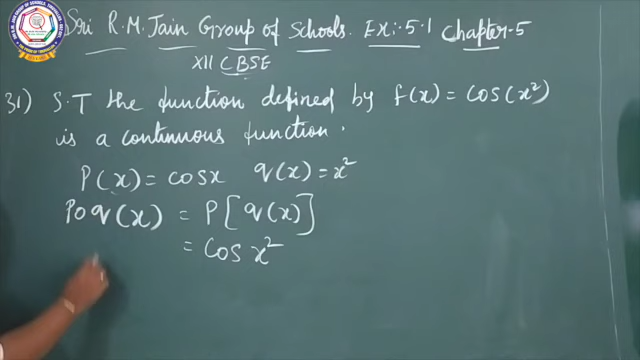 Sri R.M. Jain Group of Schools. Ex:-5.1 Chapter-5
XII CBSE
31) S.T the function defined by f(x) = cos(x²)
is a continuous function.
P(x) = cosx q(x) = x²
Poq(x) = P[q(x)]
= cos x²